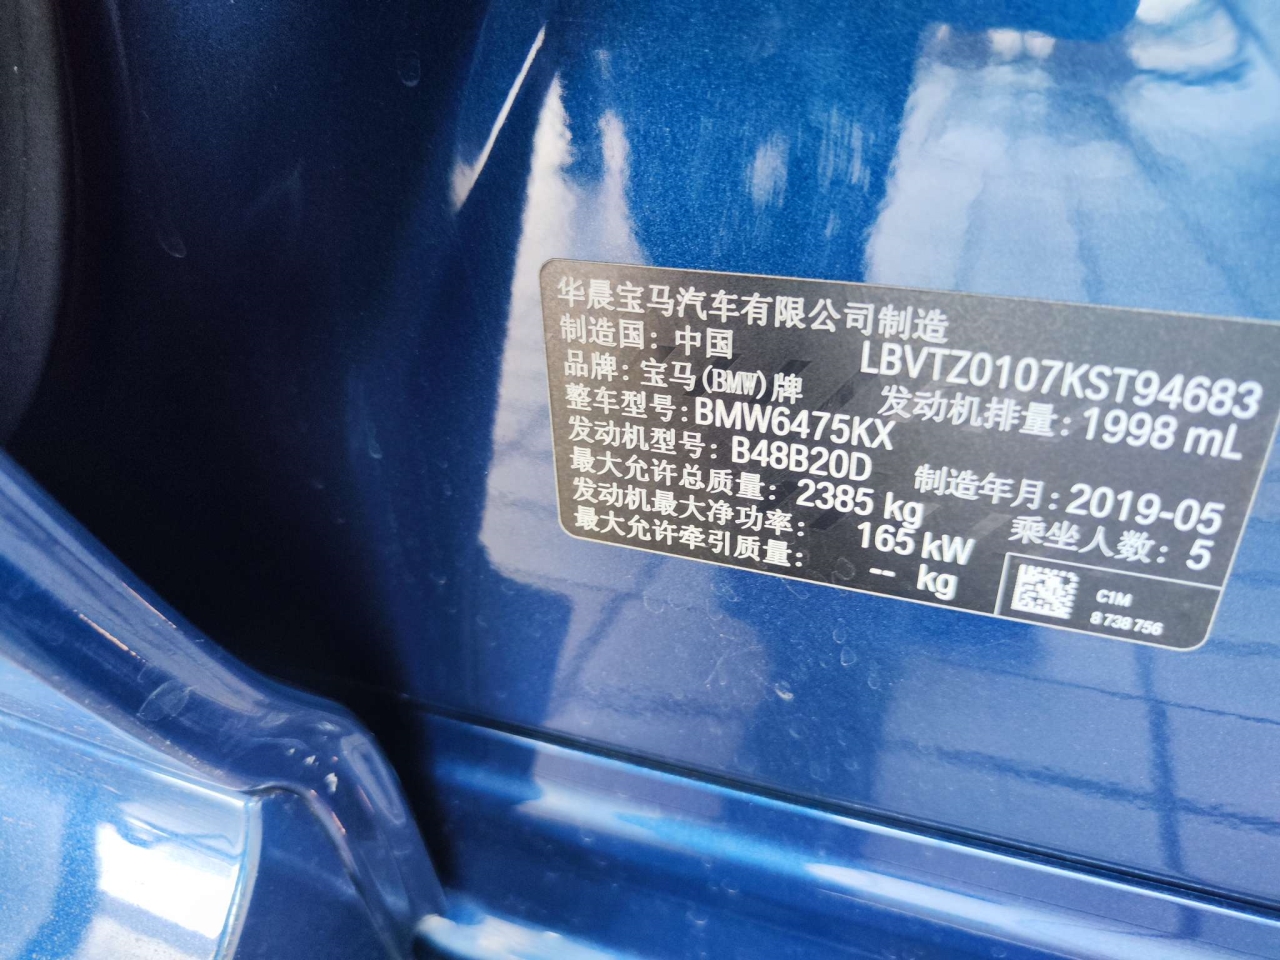 华晨宝马汽车有限公司制造
制造国：中国
LBVTZ0107KST94683
品牌：宝马(BMW)牌
发动机排量：1998 mL
整车型号：BMW6475KX
发动机型号：B48B20D
制造年月：2019-05
最大允许总质量：2385 kg
乘坐人数：5
发动机最大净功率：165 kW
最大允许牵引质量：-- kg
C1M
8738756